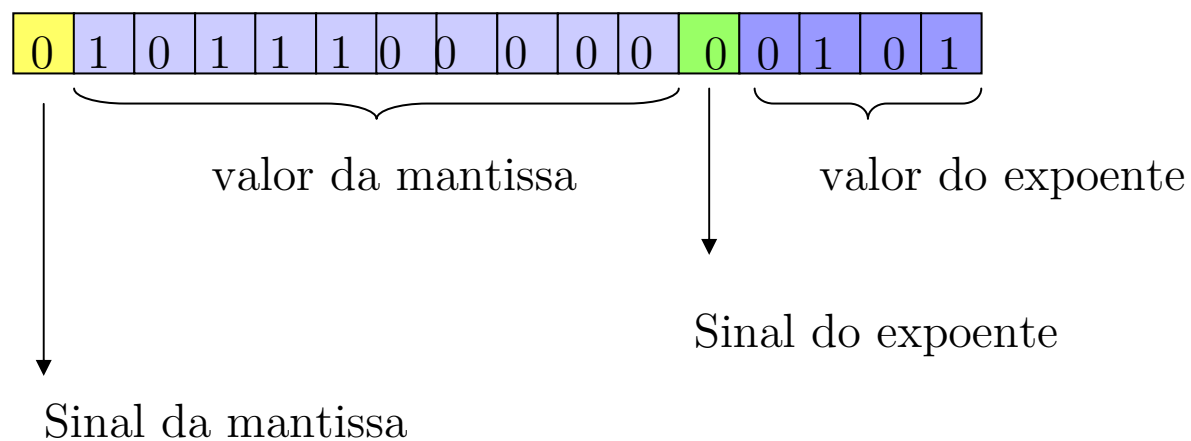 0 1 0 1 1 1 0 0 0 0 0 0 0 1 0 1
valor da mantissa valor do expoente
Sinal do expoente
Sinal da mantissa